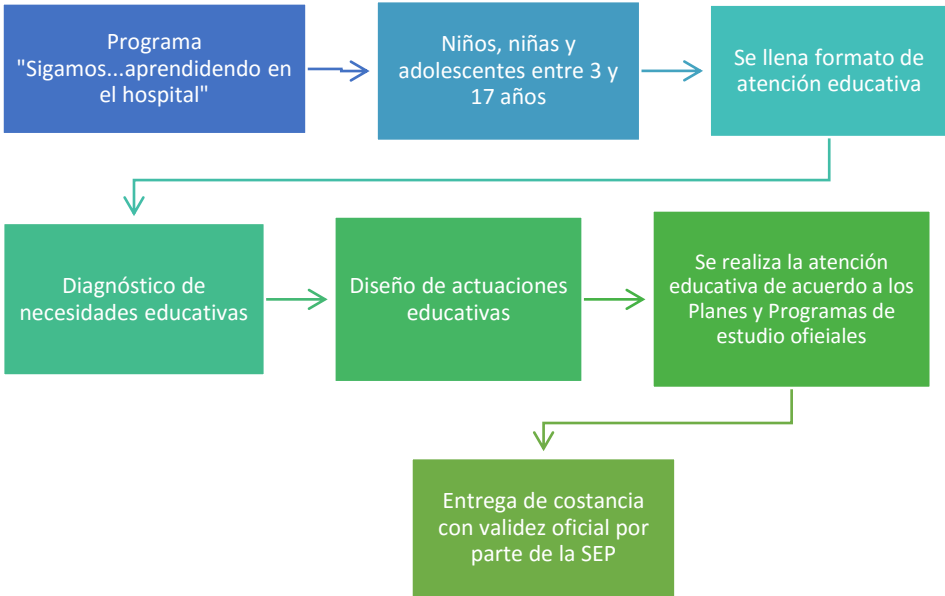 Programa
"Sigamos...aprendidendo en
el hospital"
Niños, niñas y
adolescentes entre 3 y
17 años
Se llena formato de
atención educativa
Diagnóstico de
necesidades educativas
Diseño de actuaciones
educativas
Se realiza la atención
educativa de acuerdo a los
Planes y Programas de
estudio ofieiales
Entrega de costancia
con validez oficial por
parte de la SEP